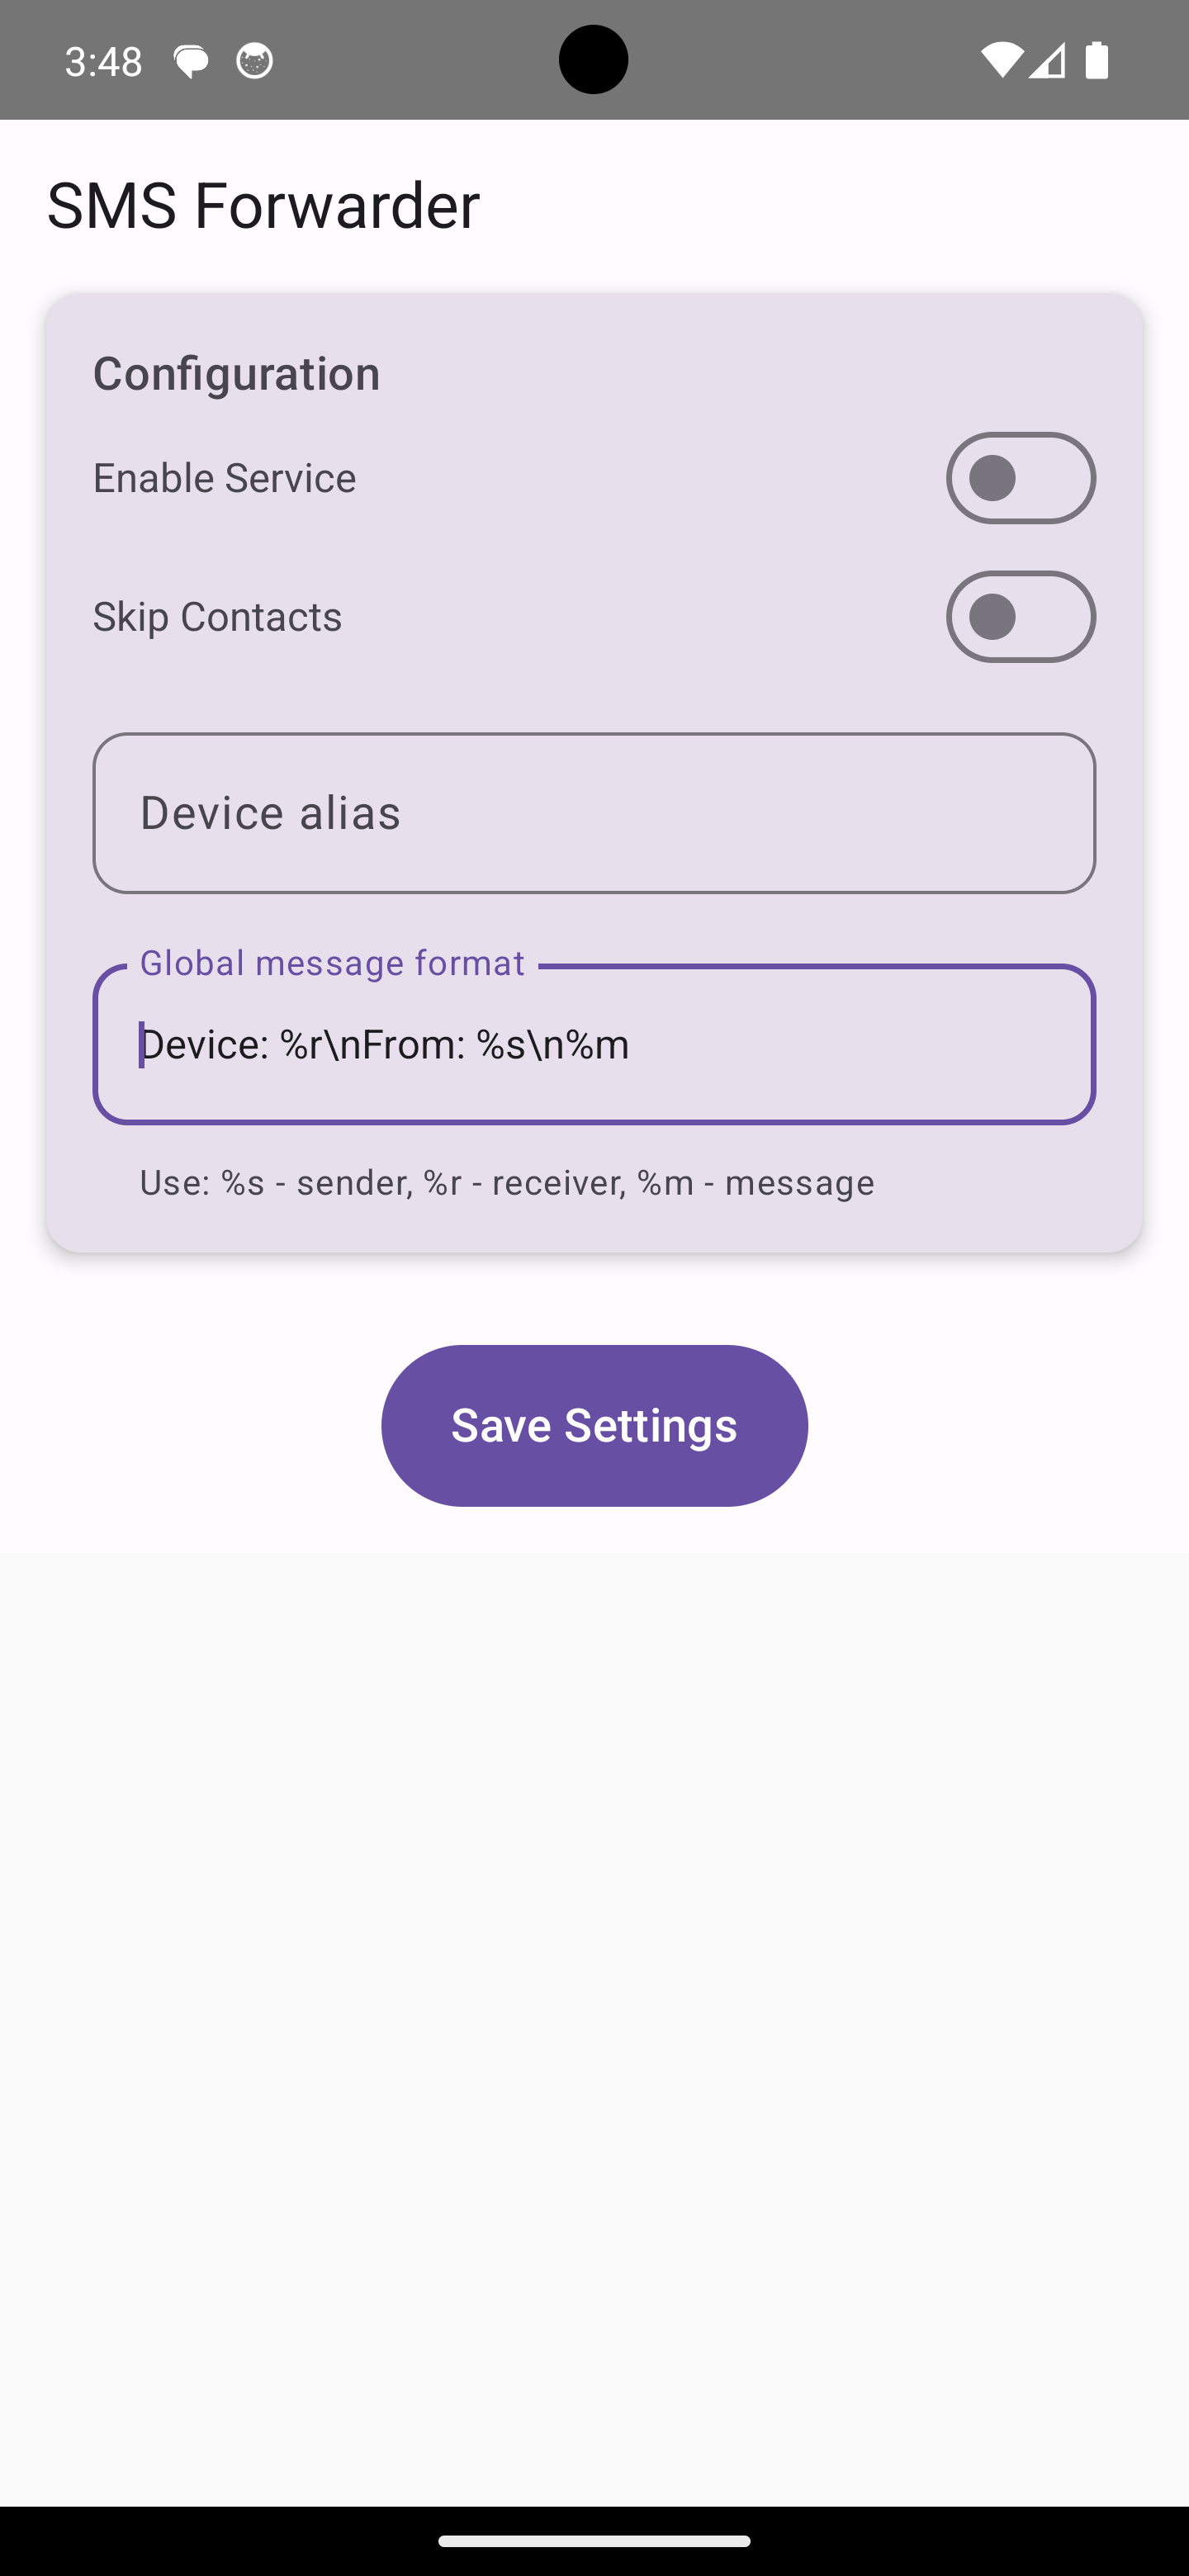 3:48
SMS Forwarder
Configuration
Enable Service
Skip Contacts
Device alias
Global message format
Device: %r\nFrom: %s\n%m
Use: %s - sender, %r - receiver, %m - message
Save Settings